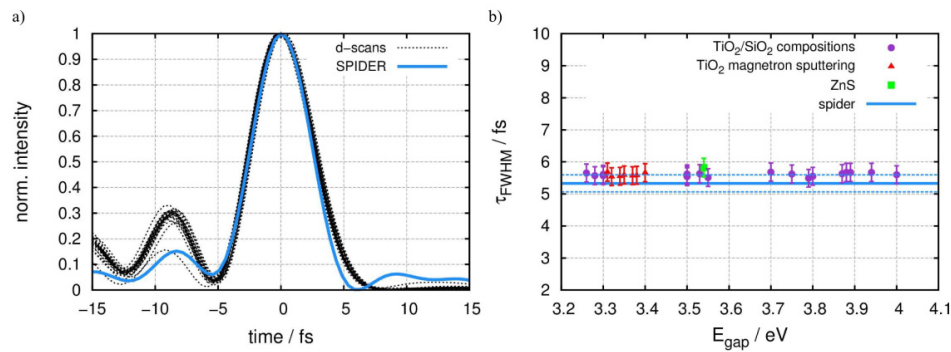 a)
b)
norm. intensity
1
0.9
0.8
0.7
0.6
0.5
0.4
0.3
0.2
0.1
0
−15
−10
−5
0
5
10
15
time / fs
d−scans
SPIDER
τFWHM / fs
10
9
8
7
6
5
4
3
2
3.2 3.3 3.4 3.5 3.6 3.7 3.8 3.9 4 4.1
Egap / eV
TiO2/SiO2 compositions
TiO2 magnetron sputtering
ZnS
spider